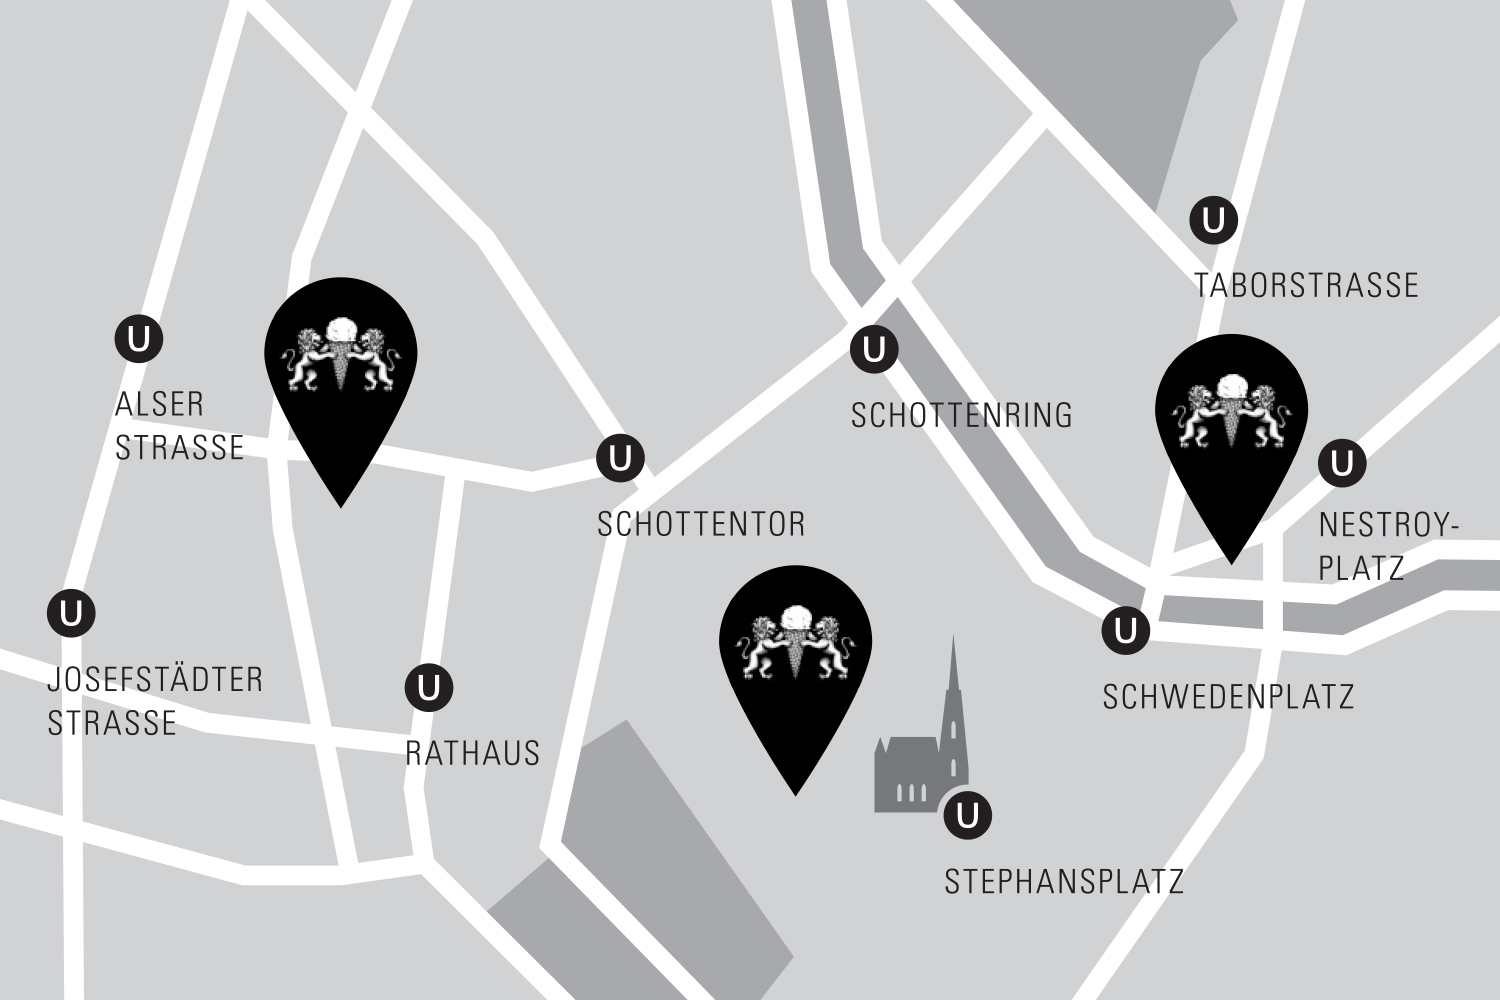 U
TABORSTRASSE
U
ALSER
STRASSE
U
SCHOTTENRING
U
SCHOTTENTOR
U
NESTROY-
PLATZ
U
JOSEFSTÄDTER
STRASSE
U
RATHAUS
U
SCHWEDENPLATZ
U
STEPHANSPLATZ